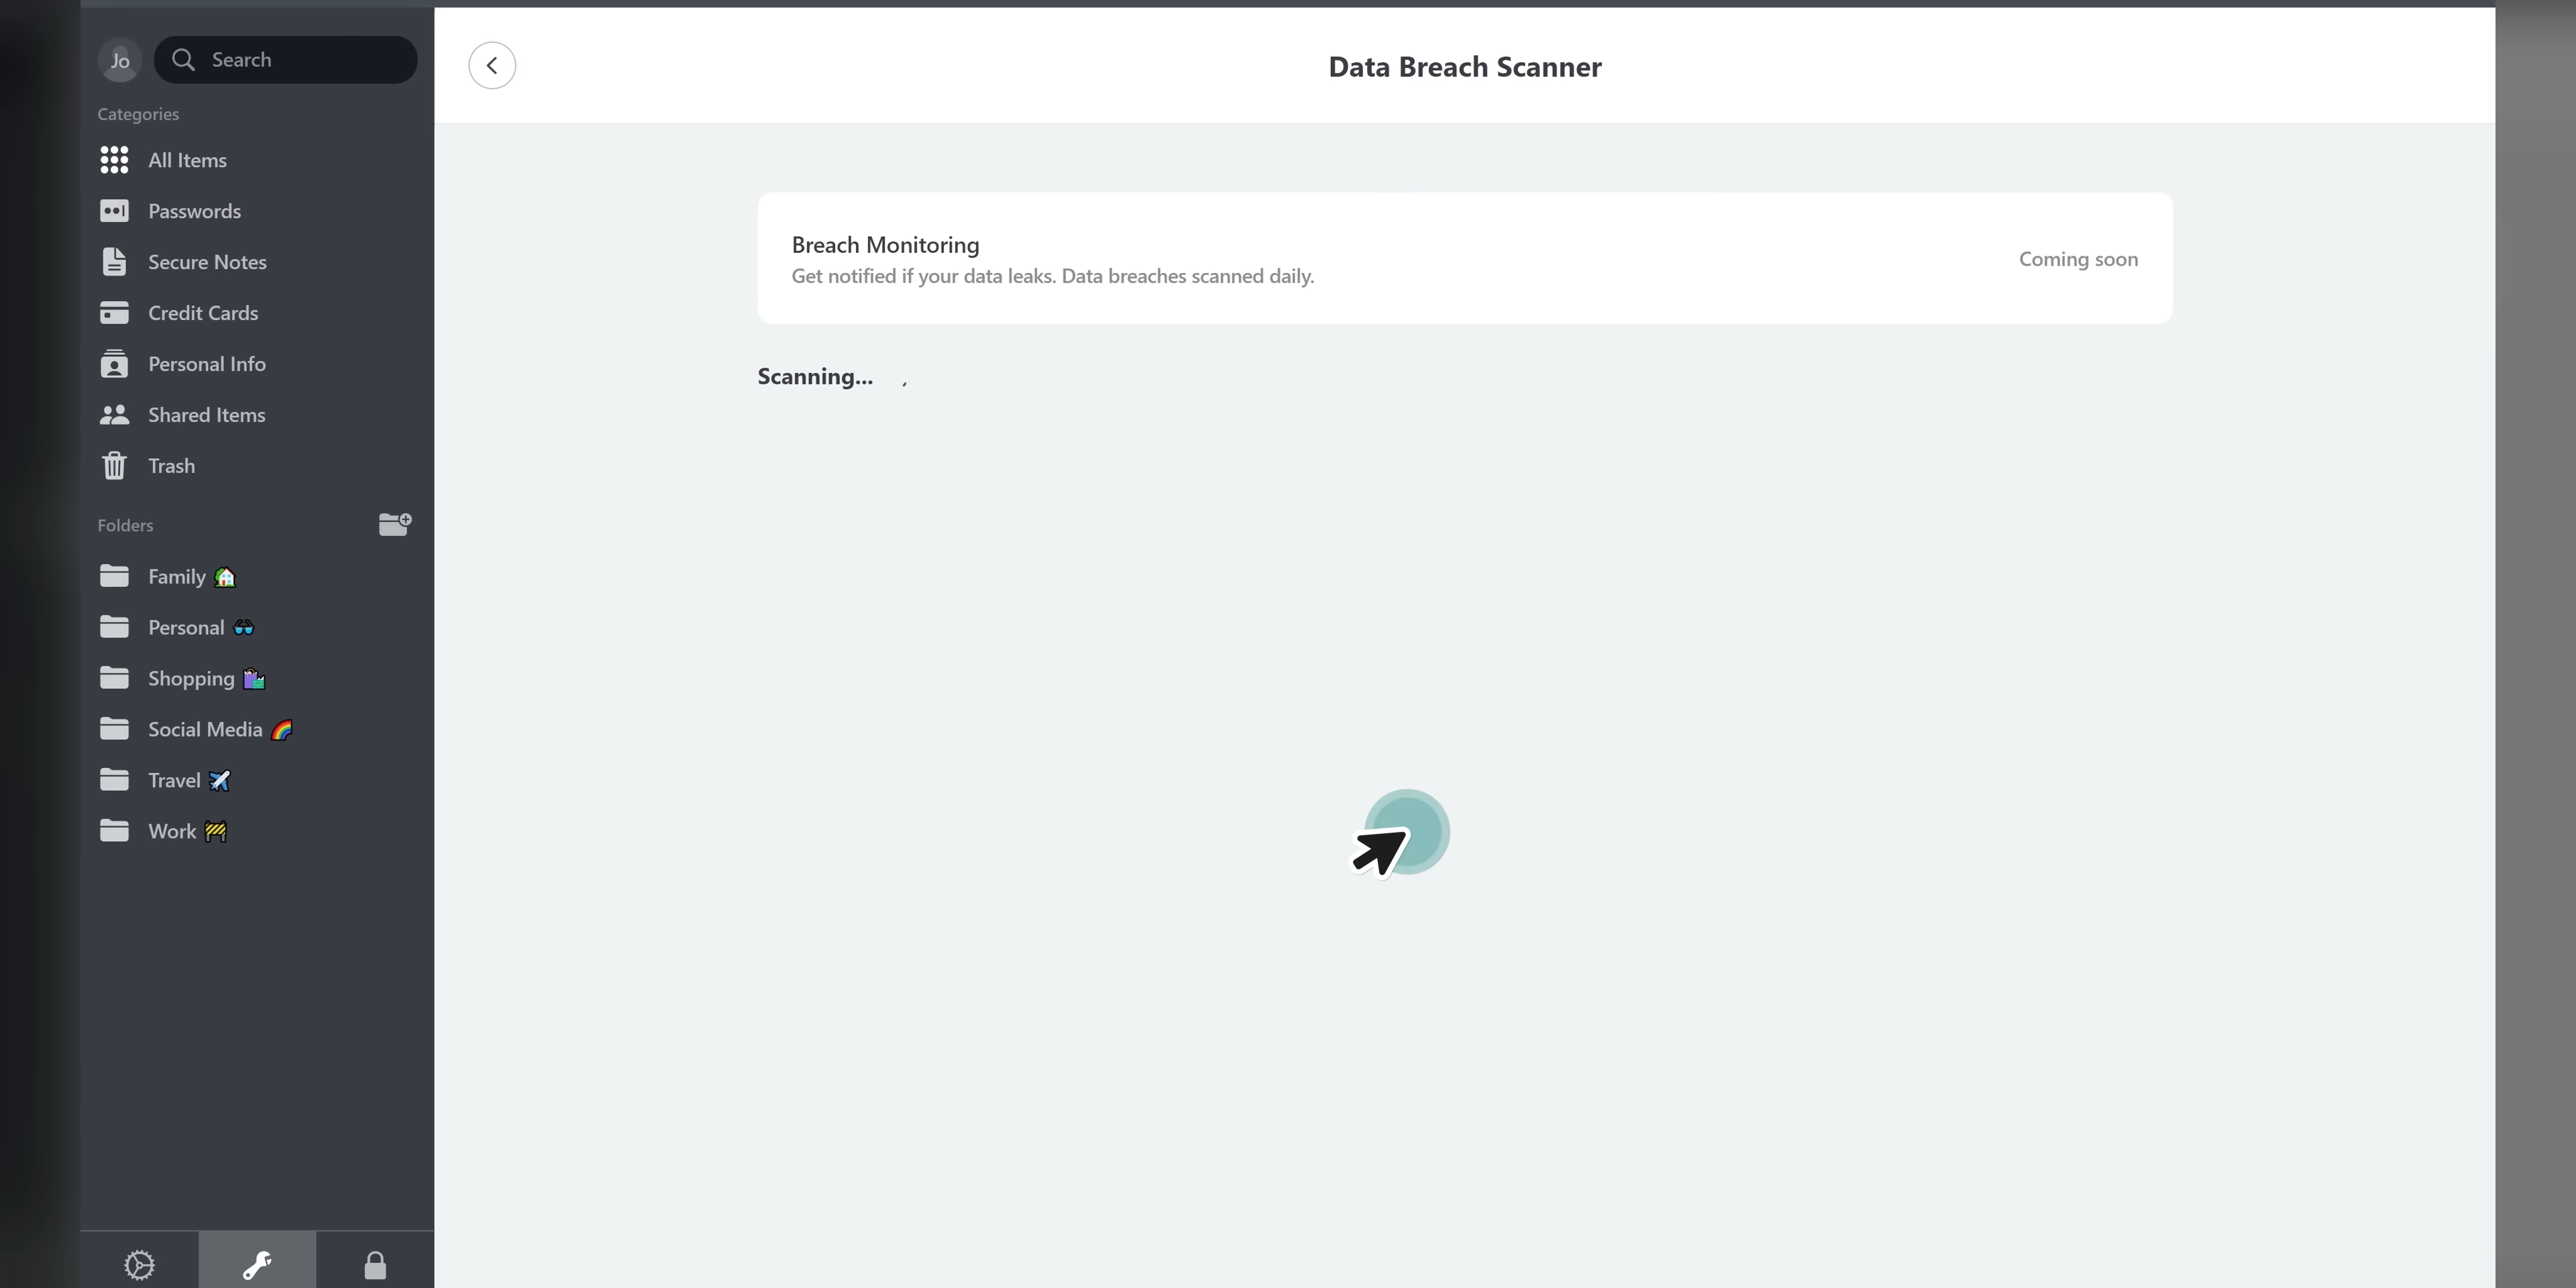 Jo
Search
Categories
All Items
Passwords
Secure Notes
Credit Cards
Personal Info
Shared Items
Trash
Folders
Family
Personal
Shopping
Social Media
Travel
Work
Data Breach Scanner
Breach Monitoring
Get notified if your data leaks. Data breaches scanned daily.
Coming soon
Scanning...